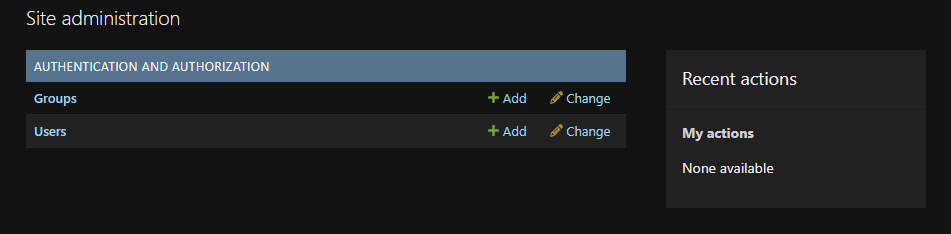 Site administration
AUTHENTICATION AND AUTHORIZATION
Groups Add Change
Users Add Change
Recent actions
My actions
None available